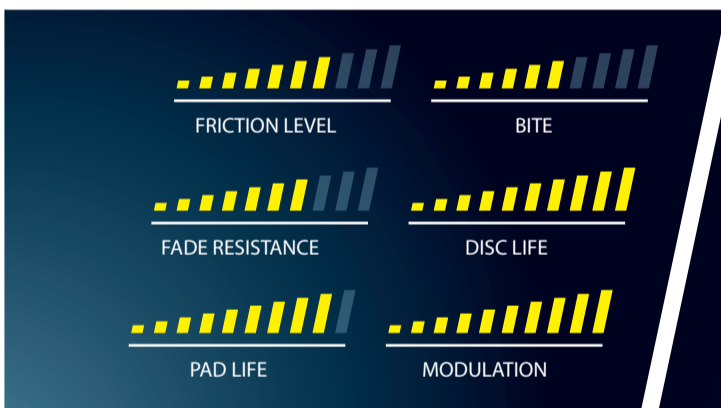 FRICTION LEVEL
BITE
FADE RESISTANCE
DISC LIFE
PAD LIFE
MODULATION